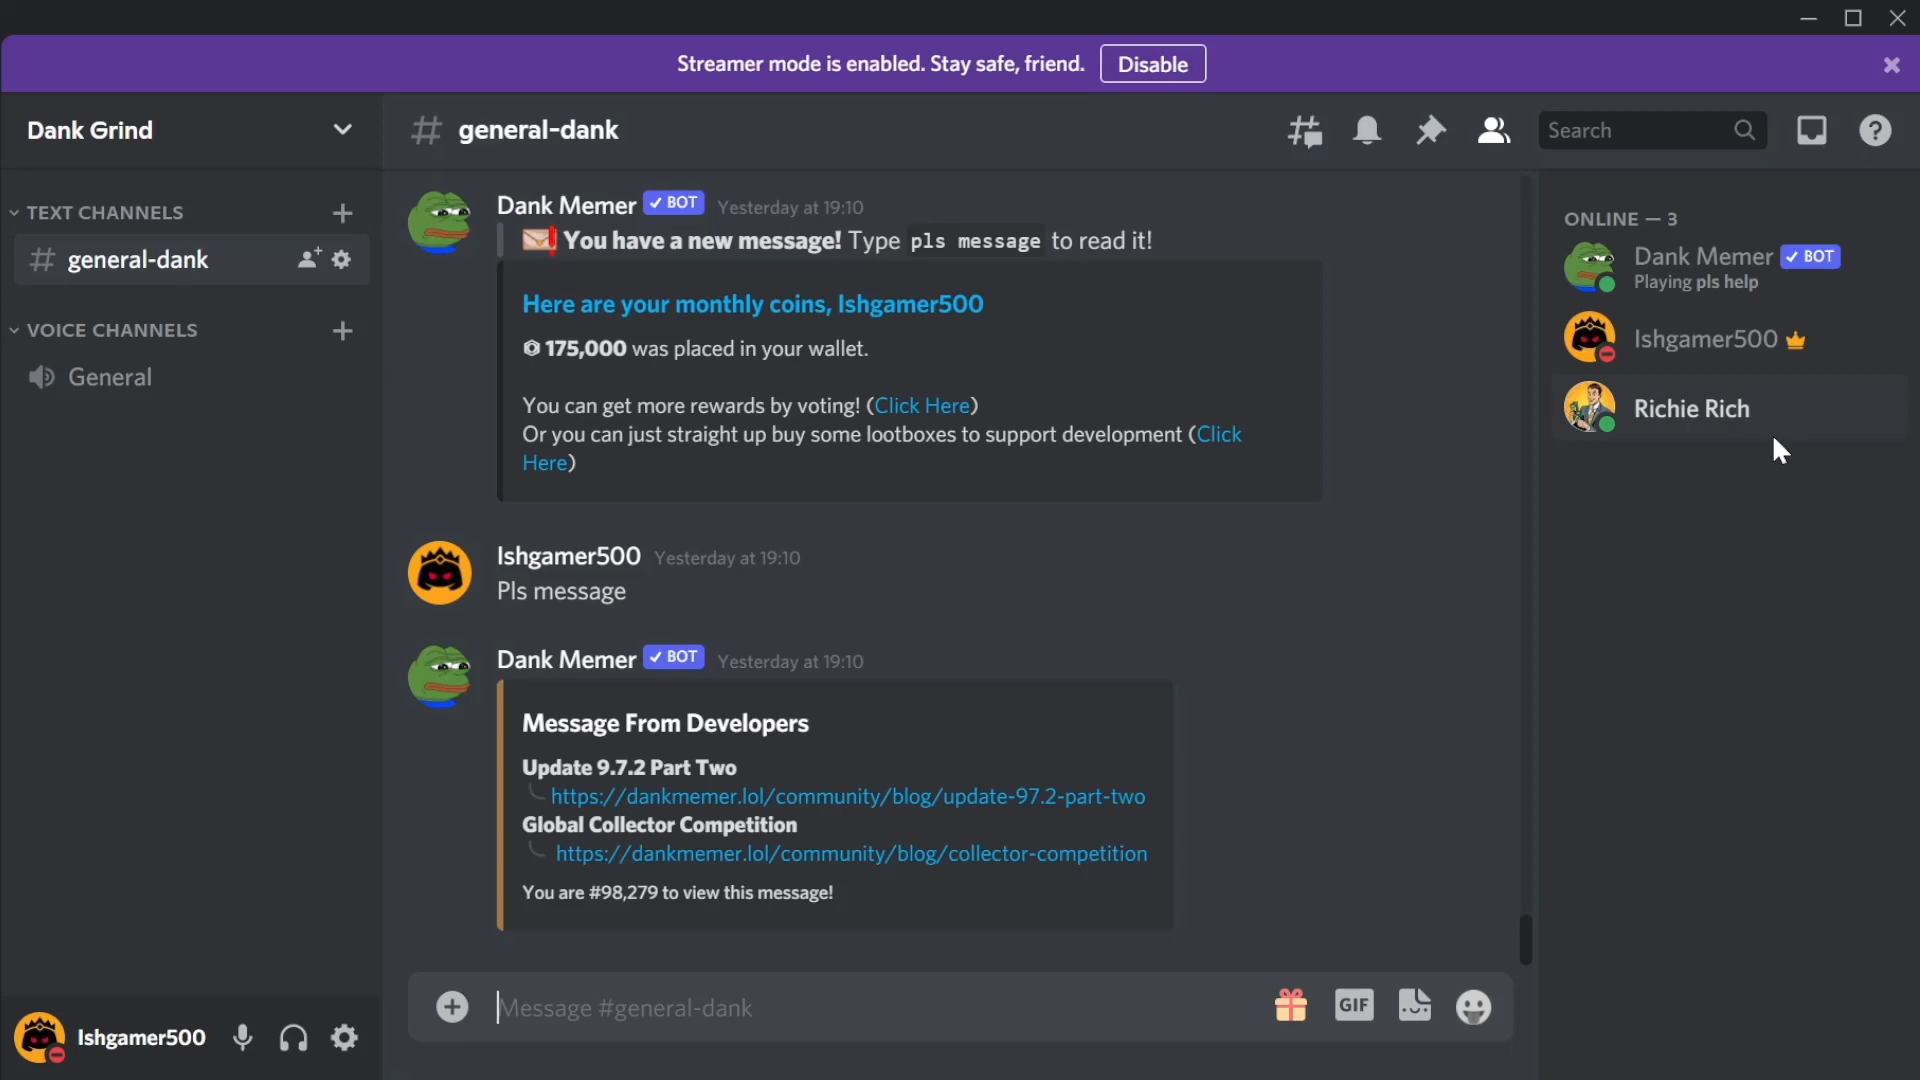 Streamer mode is enabled. Stay safe, friend. Disable
Dank Grind
general-dank
Search
TEXT CHANNELS
general-dank
VOICE CHANNELS
General
Dank Memer ✓ BOT Yesterday at 19:10
You have a new message! Type pls message to read it!
Here are your monthly coins, Ishgamer500
175,000 was placed in your wallet.
You can get more rewards by voting! (Click Here)
Or you can just straight up buy some lootboxes to support development (Click
Here)
Ishgamer500 Yesterday at 19:10
Pls message
Dank Memer ✓ BOT Yesterday at 19:10
Message From Developers
Update 9.7.2 Part Two
https://dankmemer.lol/community/blog/update-97.2-part-two
Global Collector Competition
https://dankmemer.lol/community/blog/collector-competition
You are #98,279 to view this message!
Message #general-dank
GIF
ONLINE — 3
Dank Memer ✓ BOT
Playing pls help
Ishgamer500
Richie Rich
Ishgamer500